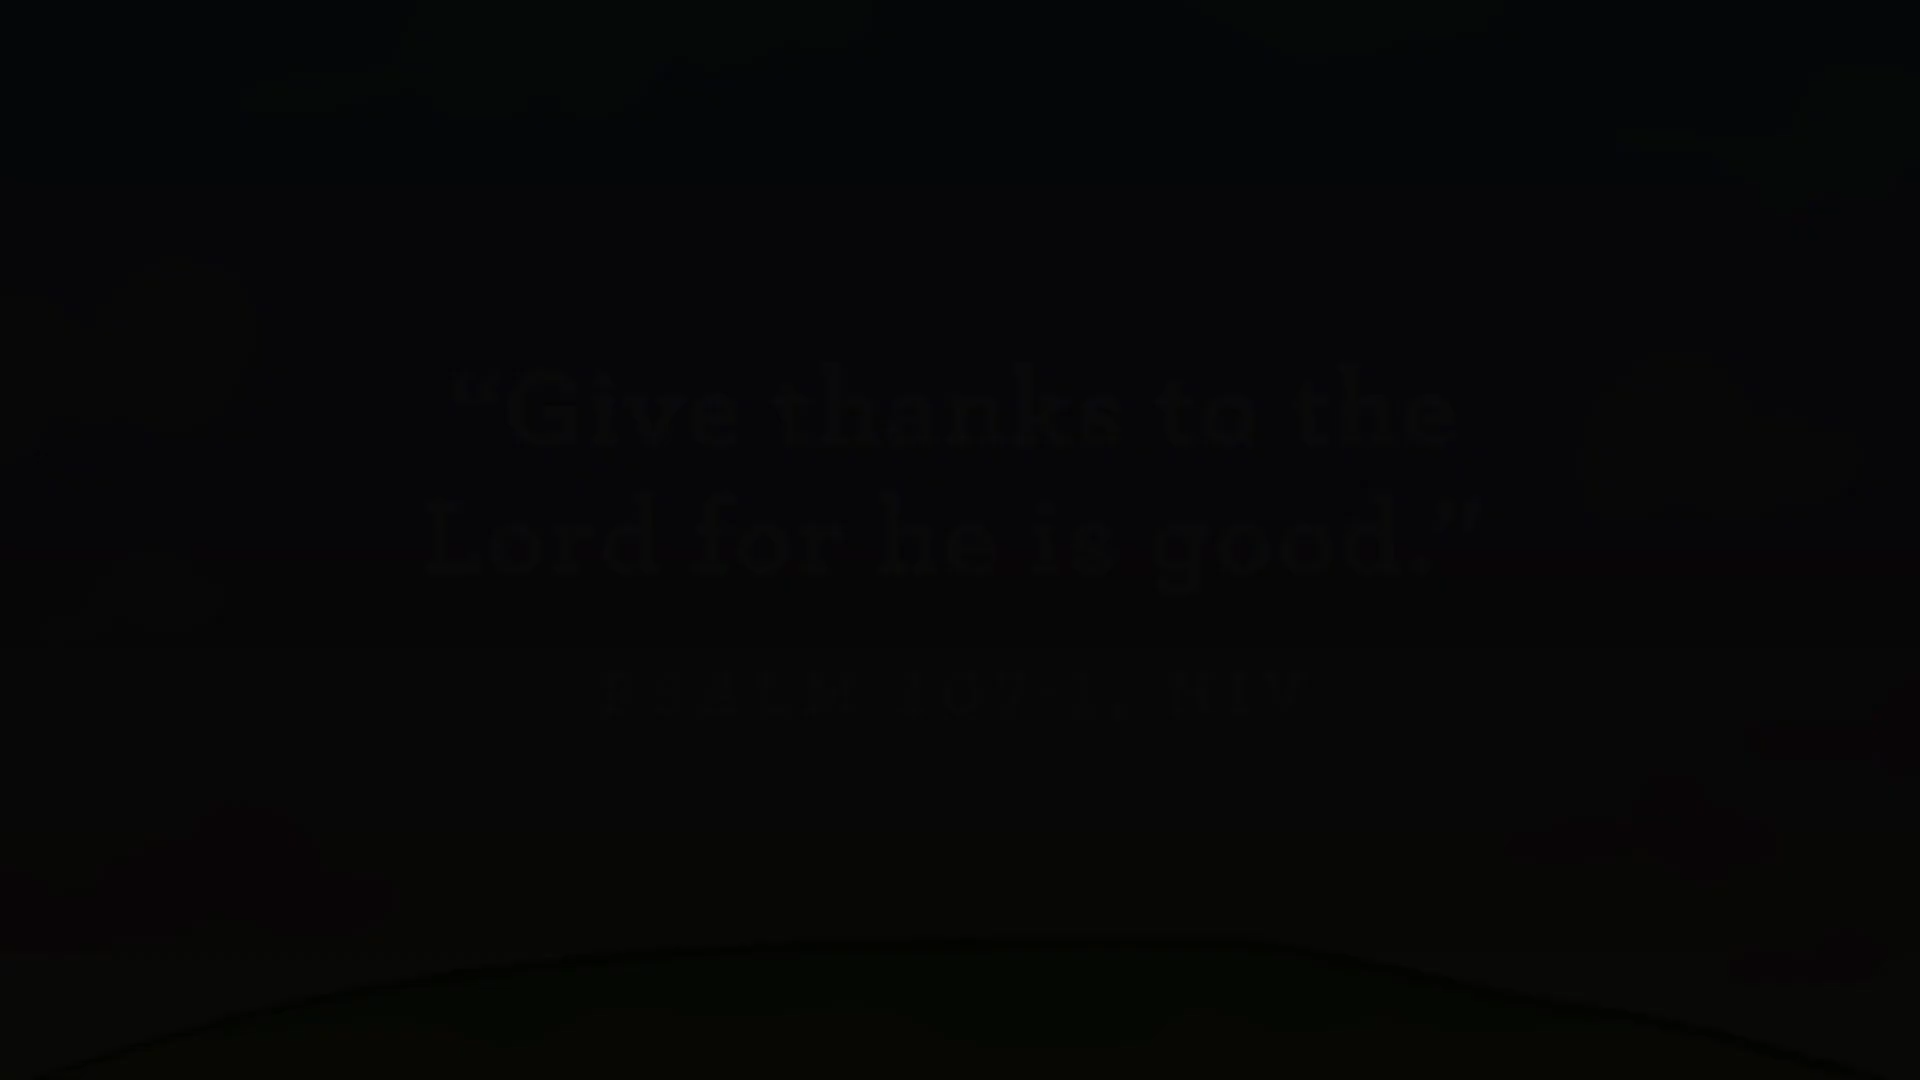 “Give thanks to the
Lord for he is good.”
PSALM 107:1, NIV